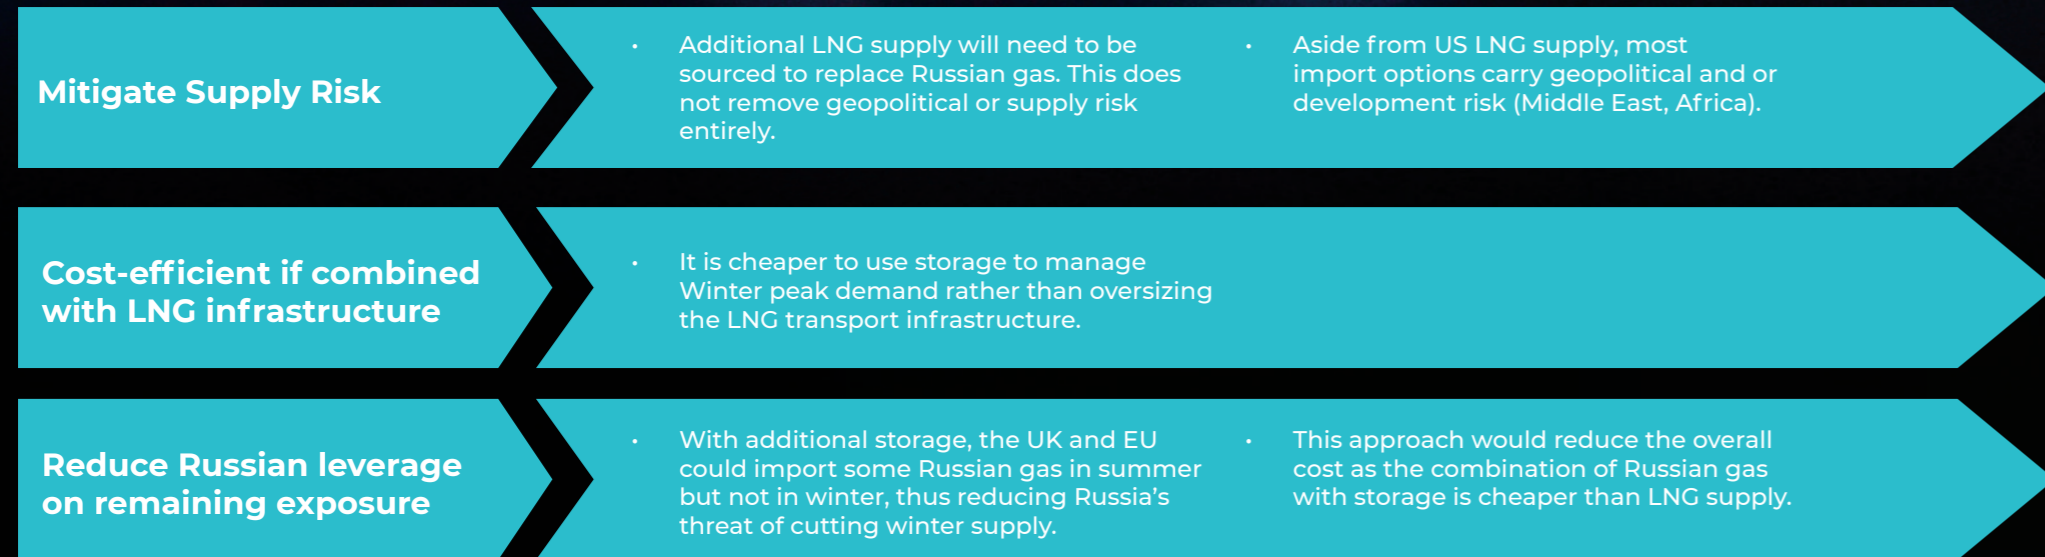 Mitigate Supply Risk
• Additional LNG supply will need to be
sourced to replace Russian gas. This does
not remove geopolitical or supply risk
entirely.
• Aside from US LNG supply, most
import options carry geopolitical and or
development risk (Middle East, Africa).
Cost-efficient if combined
with LNG infrastructure
• It is cheaper to use storage to manage
Winter peak demand rather than oversizing
the LNG transport infrastructure.
Reduce Russian leverage
on remaining exposure
• With additional storage, the UK and EU
could import some Russian gas in summer
but not in winter, thus reducing Russia’s
threat of cutting winter supply.
• This approach would reduce the overall
cost as the combination of Russian gas
with storage is cheaper than LNG supply.